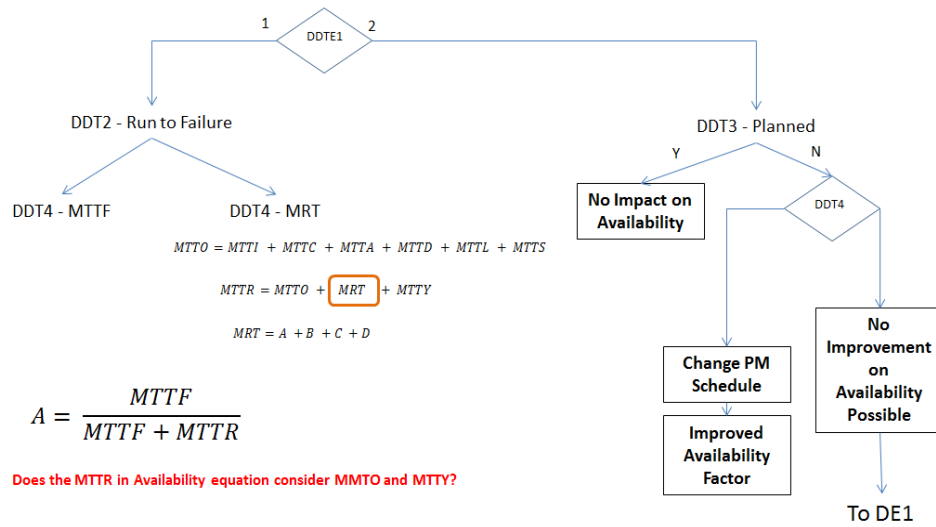 1
DDTE1
2
DDT2 - Run to Failure
DDT3 - Planned
Y
N
DDT4 - MTTF
DDT4 - MRT
No Impact on
Availability
DDT4
MTTO = MTTI + MTTC + MTTA + MTTD + MTTL + MTTS
MTTR = MTTO + MRT + MTTY
MRT = A + B + C + D
Change PM
Schedule
No
Improvement
on
Availability
Possible
A = MTTF / MTTF + MTTR
Improved
Availability
Factor
Does the MTTR in Availability equation consider MMTO and MTTY?
To DE1